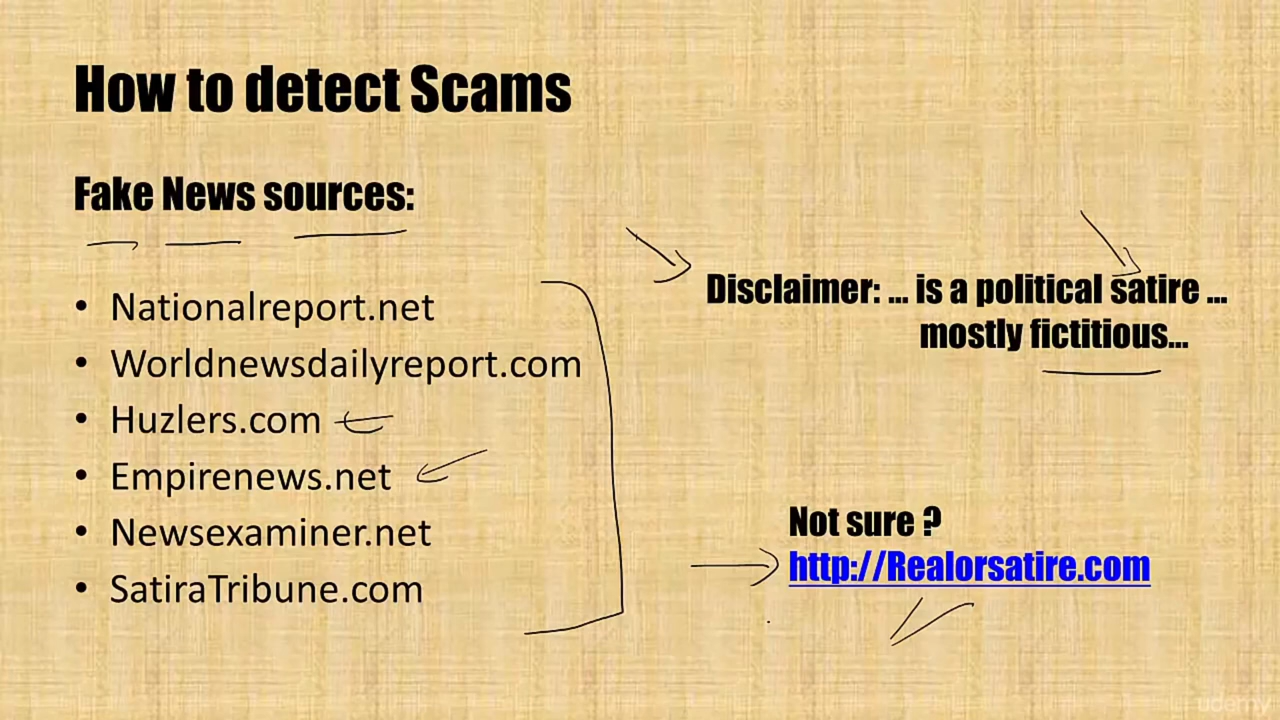 How to detect Scams
Fake News sources:
• Nationalreport.net
• Worldnewsdailyreport.com
• Huzlers.com
• Empirenews.net
• Newsexaminer.net
• SatiraTribune.com
Disclaimer: ... is a political satire ...
mostly fictitious...
Not sure ?
http://Realorsatire.com
udemy